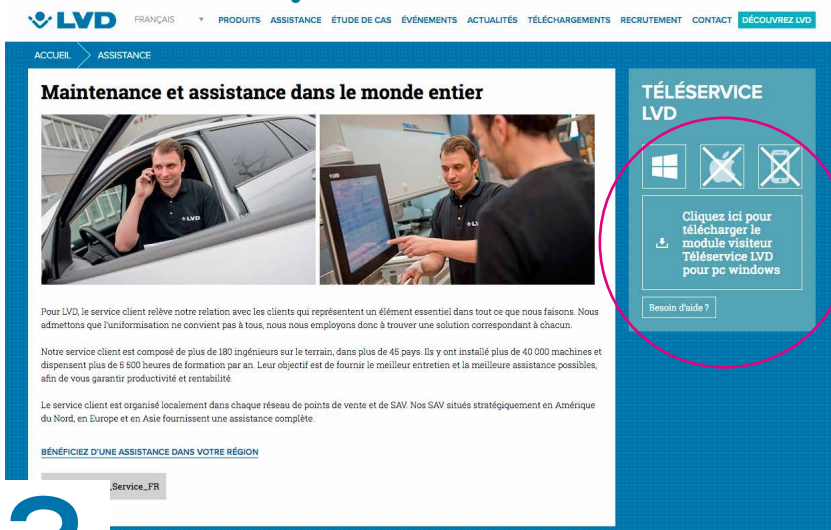 LVD
FRANÇAIS
PRODUITS ASSISTANCE ÉTUDE DE CAS ÉVÉNEMENTS ACTUALITÉS TÉLÉCHARGEMENTS RECRUTEMENT CONTACT DÉCOUVREZ LVD
ACCUEIL ASSISTANCE
Maintenance et assistance dans le monde entier
LVD
Pour LVD, le service client relève notre relation avec les clients qui représentent un élément essentiel dans tout ce que nous faisons. Nous
admettons que l'uniformisation ne convient pas à tous, nous nous employons donc à trouver une solution correspondant à chacun.
Notre service client est composé de plus de 180 ingénieurs sur le terrain, dans plus de 45 pays. Ils y ont installé plus de 40 000 machines et
dispensent plus de 5 500 heures de formation par an. Leur objectif est de fournir le meilleur entretien et la meilleure assistance possibles,
afin de vous garantir productivité et rentabilité.
Le service client est organisé localement dans chaque réseau de points de vente et de SAV. Nos SAV situés stratégiquement en Amérique
du Nord, en Europe et en Asie fournissent une assistance complète.
BÉNÉFICIEZ D'UNE ASSISTANCE DANS VOTRE RÉGION
_Service_FR
TÉLÉSERVICE
LVD
Cliquez ici pour
télécharger le
module visiteur
Téléservice LVD
pour pc windows
Besoin d'aide ?